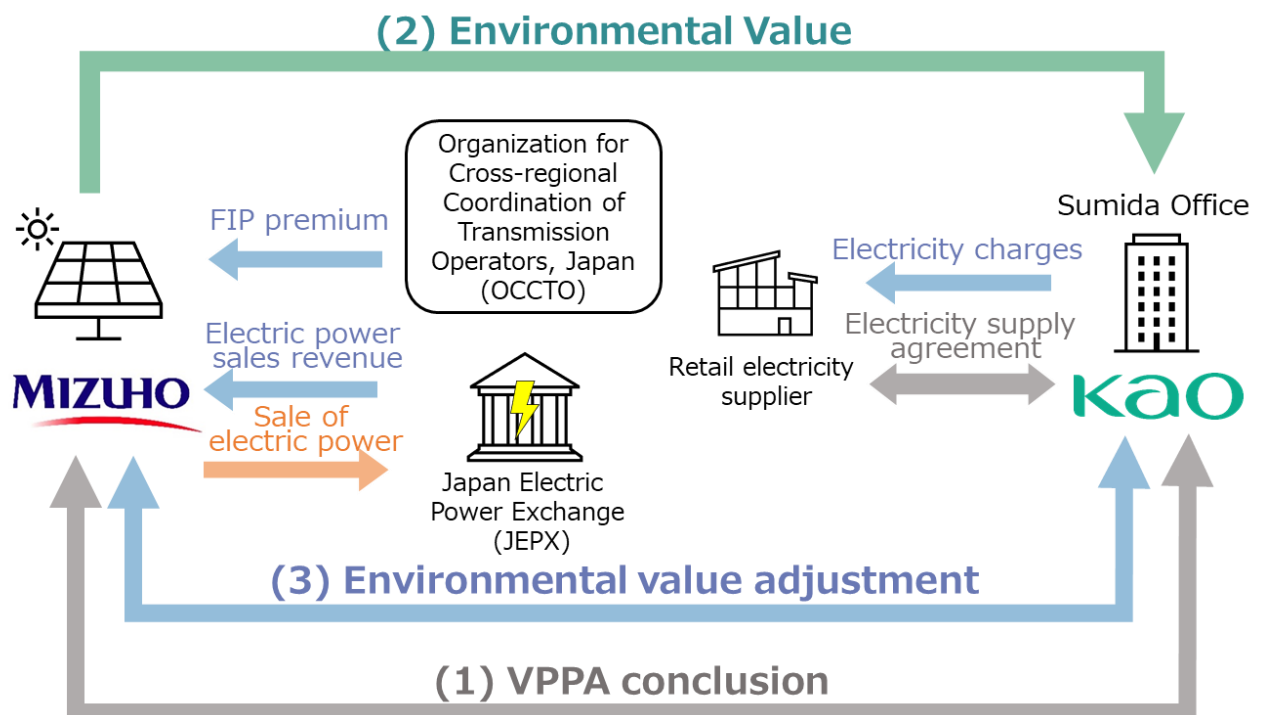 (2) Environmental Value
Organization for
Cross-regional
Coordination of
Transmission
Operators, Japan
(OCCTO)
FIP premium
Electric power
sales revenue
MIZUHO
Sale of
electric power
Japan Electric
Power Exchange
(JEPX)
Sumida Office
Electricity charges
Electricity supply
agreement
Retail electricity
supplier
Kao
(3) Environmental value adjustment
(1) VPPA conclusion